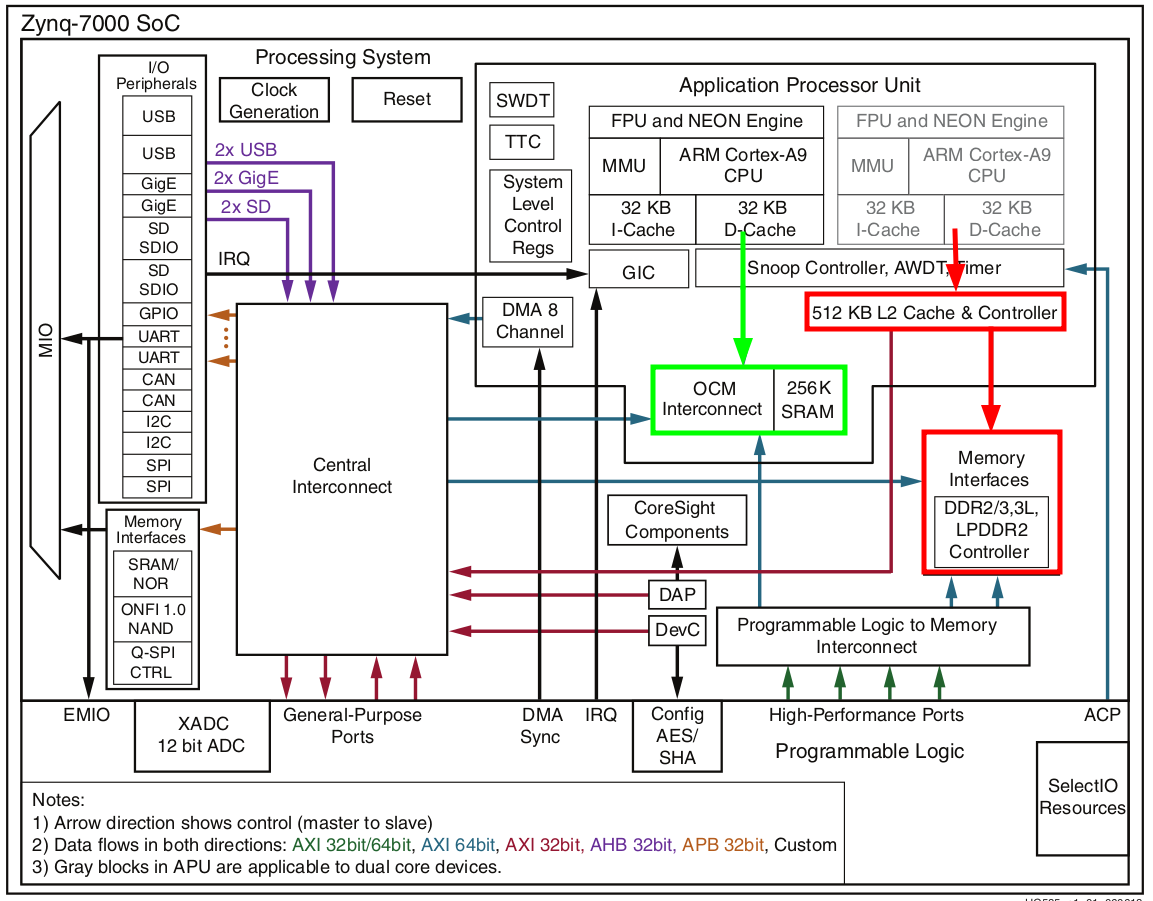 Zynq-7000 SoC
Processing System
I/O
Peripherals
USB
USB
GigE
GigE
SD
SDIO
SD
SDIO
GPIO
UART
UART
CAN
CAN
I2C
I2C
SPI
SPI
MIO
Memory
Interfaces
SRAM/
NOR
ONFI 1.0
NAND
Q-SPI
CTRL
Clock
Generation
Reset
2x USB
2x GigE
2x SD
IRQ
Central
Interconnect
Application Processor Unit
SWDT
TTC
System
Level
Control
Regs
FPU and NEON Engine
MMU
ARM Cortex-A9
CPU
32 KB
I-Cache
32 KB
D-Cache
FPU and NEON Engine
MMU
ARM Cortex-A9
CPU
32 KB
I-Cache
32 KB
D-Cache
GIC
Snoop Controller, AWDT, Timer
DMA 8
Channel
512 KB L2 Cache & Controller
OCM
Interconnect
256K
SRAM
Memory
Interfaces
DDR2/3,3L,
LPDDR2
Controller
CoreSight
Components
DAP
DevC
Programmable Logic to Memory
Interconnect
EMIO
XADC
12 bit ADC
General-Purpose
Ports
DMA
Sync
IRQ
Config
AES/
SHA
High-Performance Ports
ACP
Programmable Logic
SelectIO
Resources
Notes:
1) Arrow direction shows control (master to slave)
2) Data flows in both directions: AXI 32bit/64bit, AXI 64bit, AXI 32bit, AHB 32bit, APB 32bit, Custom
3) Gray blocks in APU are applicable to dual core devices.